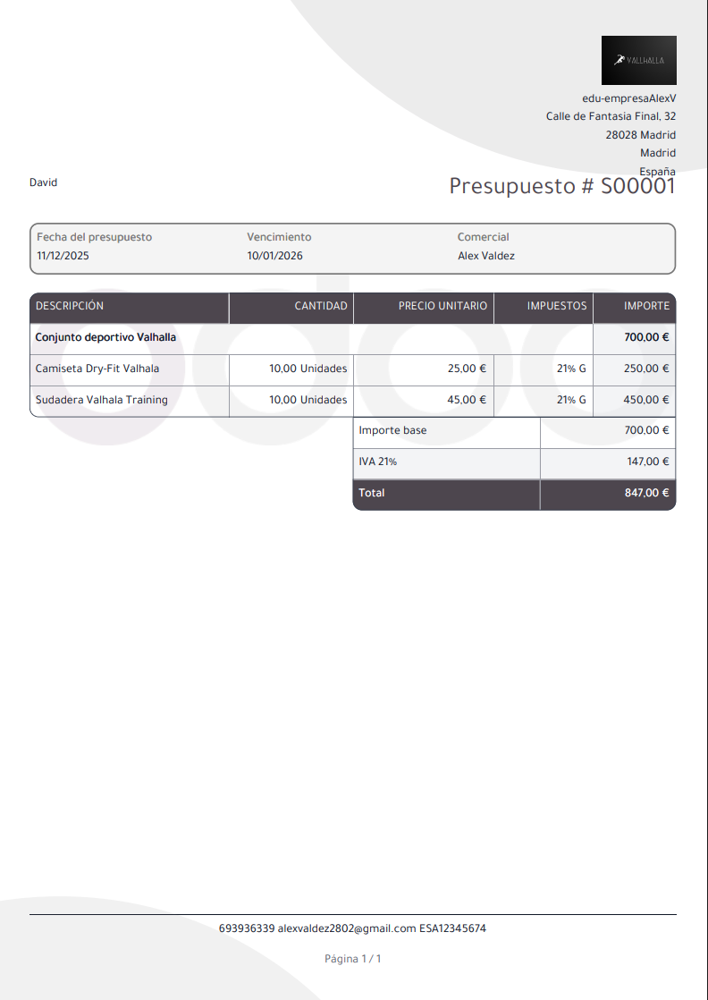 VALLHALLA
edu-empresaAlexV
Calle de Fantasia Final, 32
28028 Madrid
Madrid
España
David
Presupuesto # S00001
Fecha del presupuesto Vencimiento Comercial
11/12/2025 10/01/2026 Alex Valdez
DESCRIPCIÓN CANTIDAD PRECIO UNITARIO IMPUESTOS IMPORTE
Conjunto deportivo Valhalla 700,00 €
Camiseta Dry-Fit Valhala 10,00 Unidades 25,00 € 21% G 250,00 €
Sudadera Valhala Training 10,00 Unidades 45,00 € 21% G 450,00 €
Importe base 700,00 €
IVA 21% 147,00 €
Total 847,00 €
odoo
693936339 alexvaldez2802@gmail.com ESA12345674
Página 1 / 1